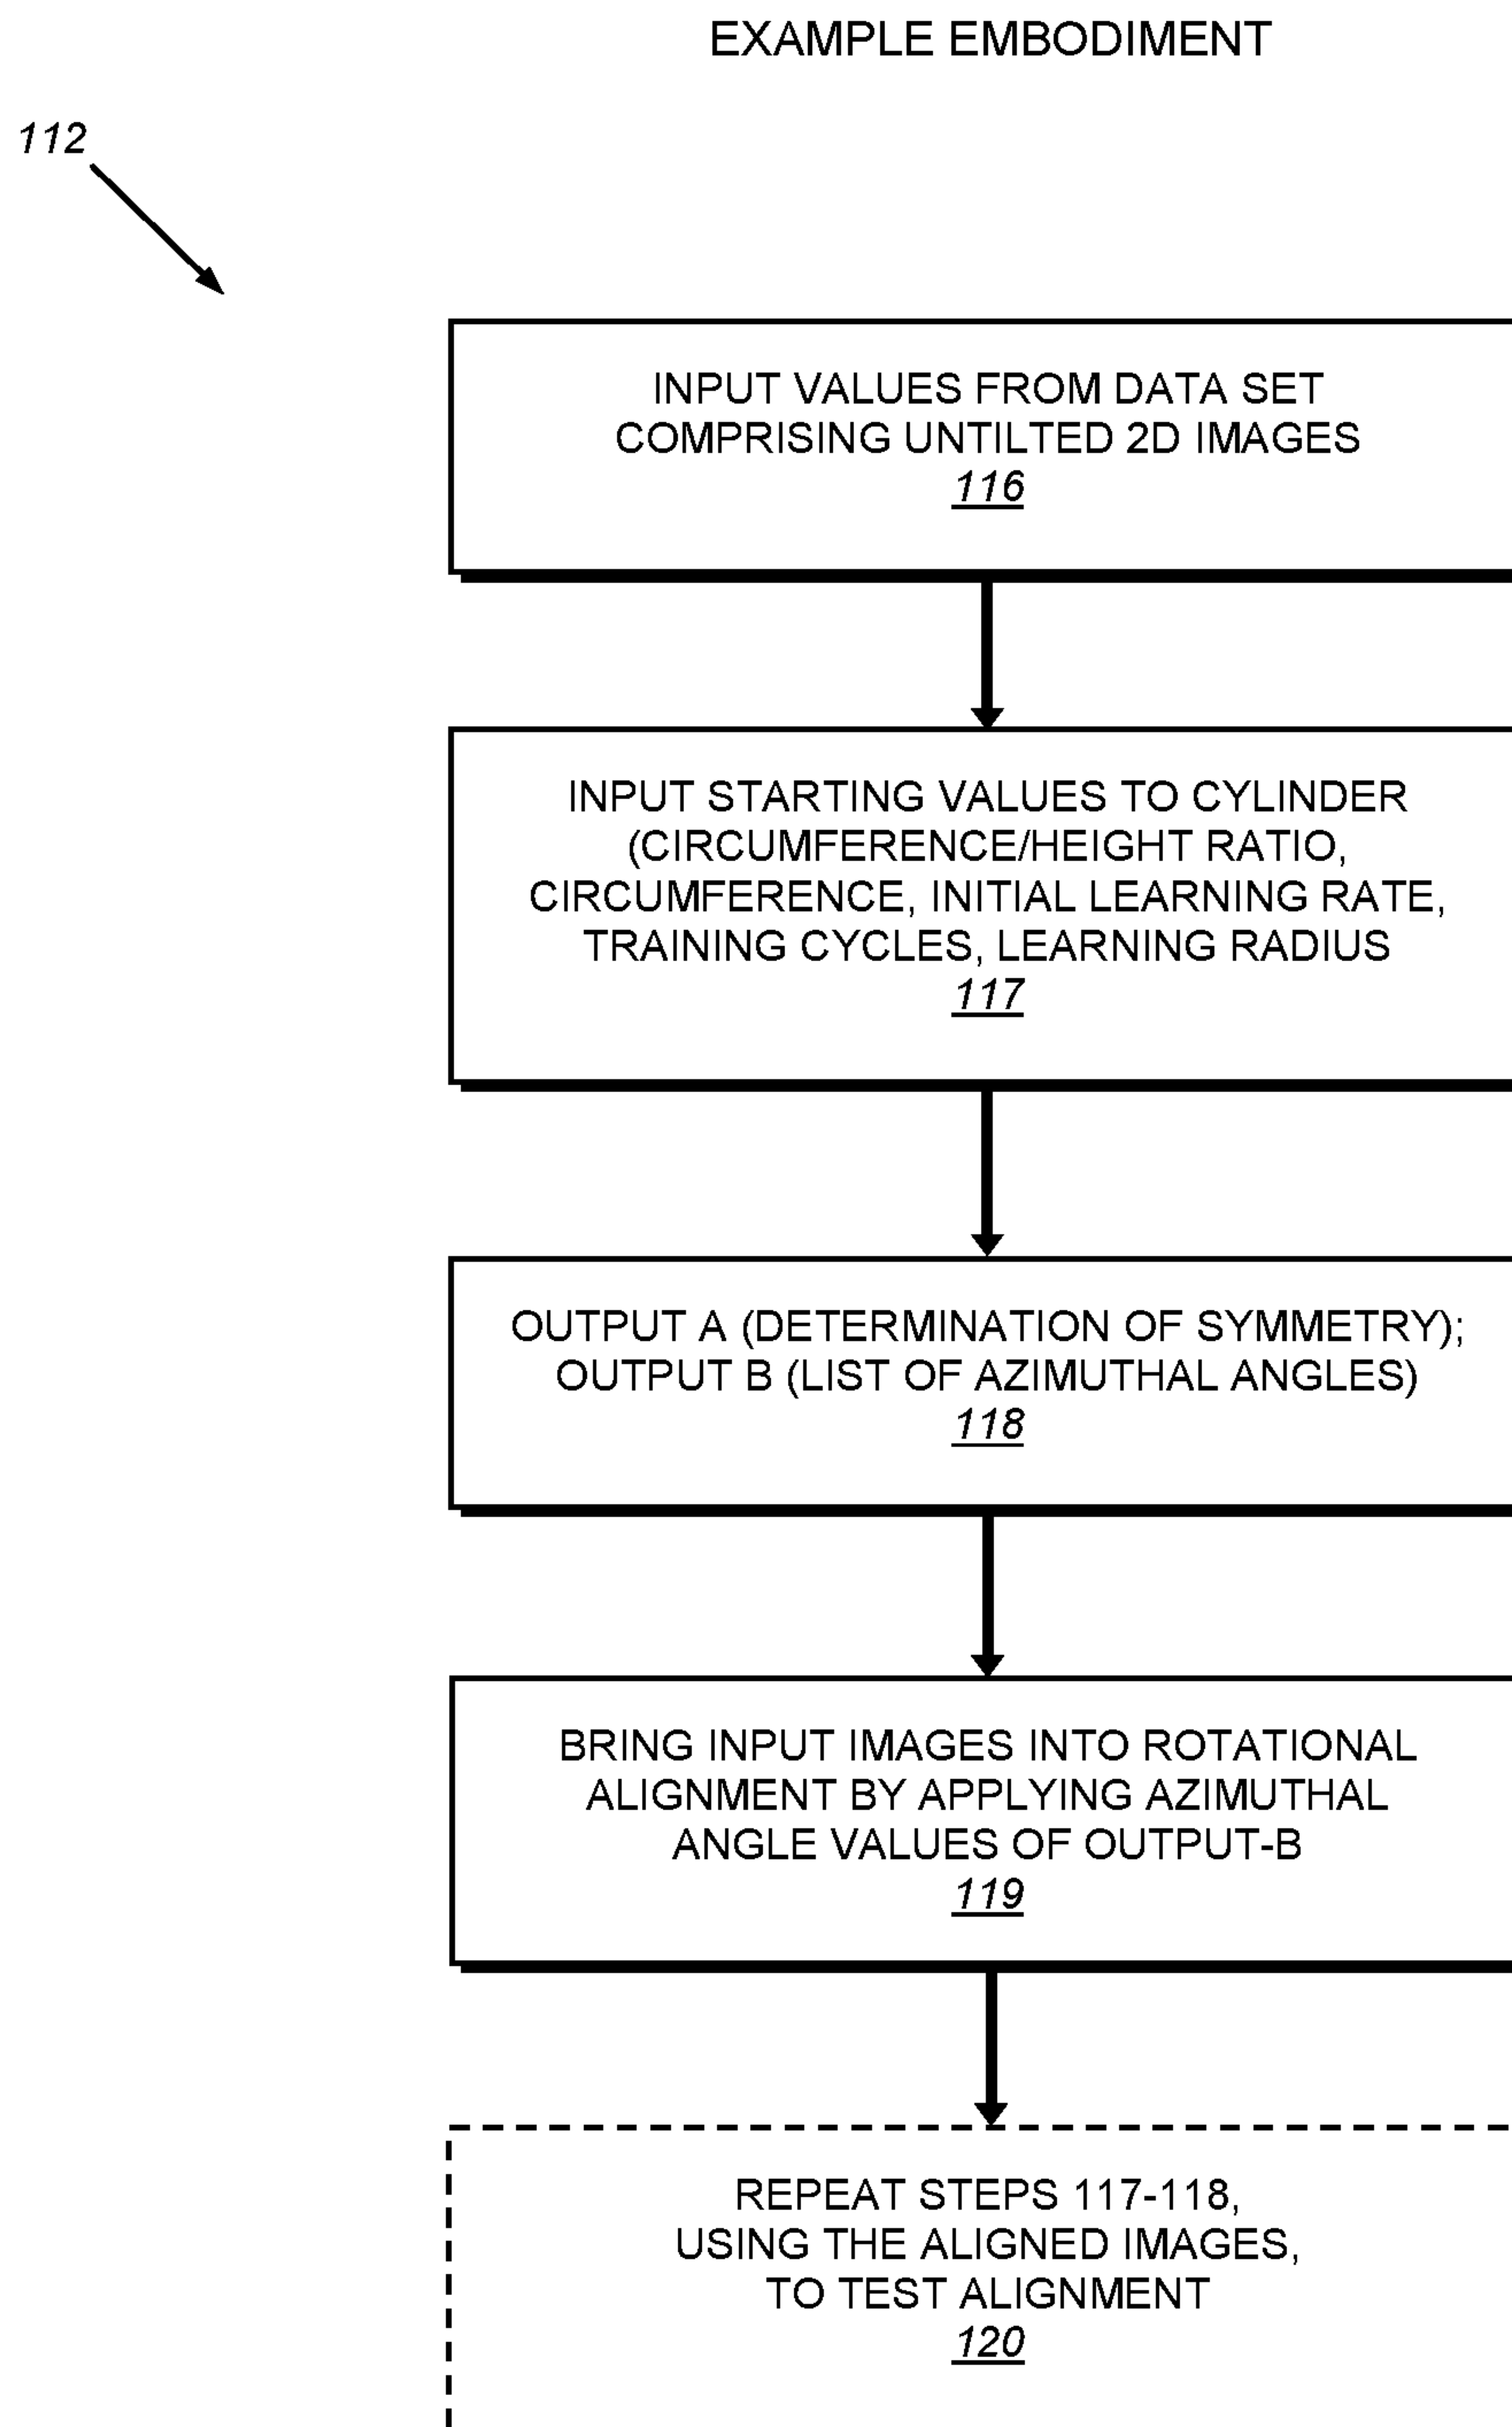 EXAMPLE EMBODIMENT
112
INPUT VALUES FROM DATA SET
COMPRISING UNTILTED 2D IMAGES
116
INPUT STARTING VALUES TO CYLINDER
(CIRCUMFERENCE/HEIGHT RATIO,
CIRCUMFERENCE, INITIAL LEARNING RATE,
TRAINING CYCLES, LEARNING RADIUS
117
OUTPUT A (DETERMINATION OF SYMMETRY);
OUTPUT B (LIST OF AZIMUTHAL ANGLES)
118
BRING INPUT IMAGES INTO ROTATIONAL
ALIGNMENT BY APPLYING AZIMUTHAL
ANGLE VALUES OF OUTPUT-B
119
REPEAT STEPS 117-118,
USING THE ALIGNED IMAGES,
TO TEST ALIGNMENT
120